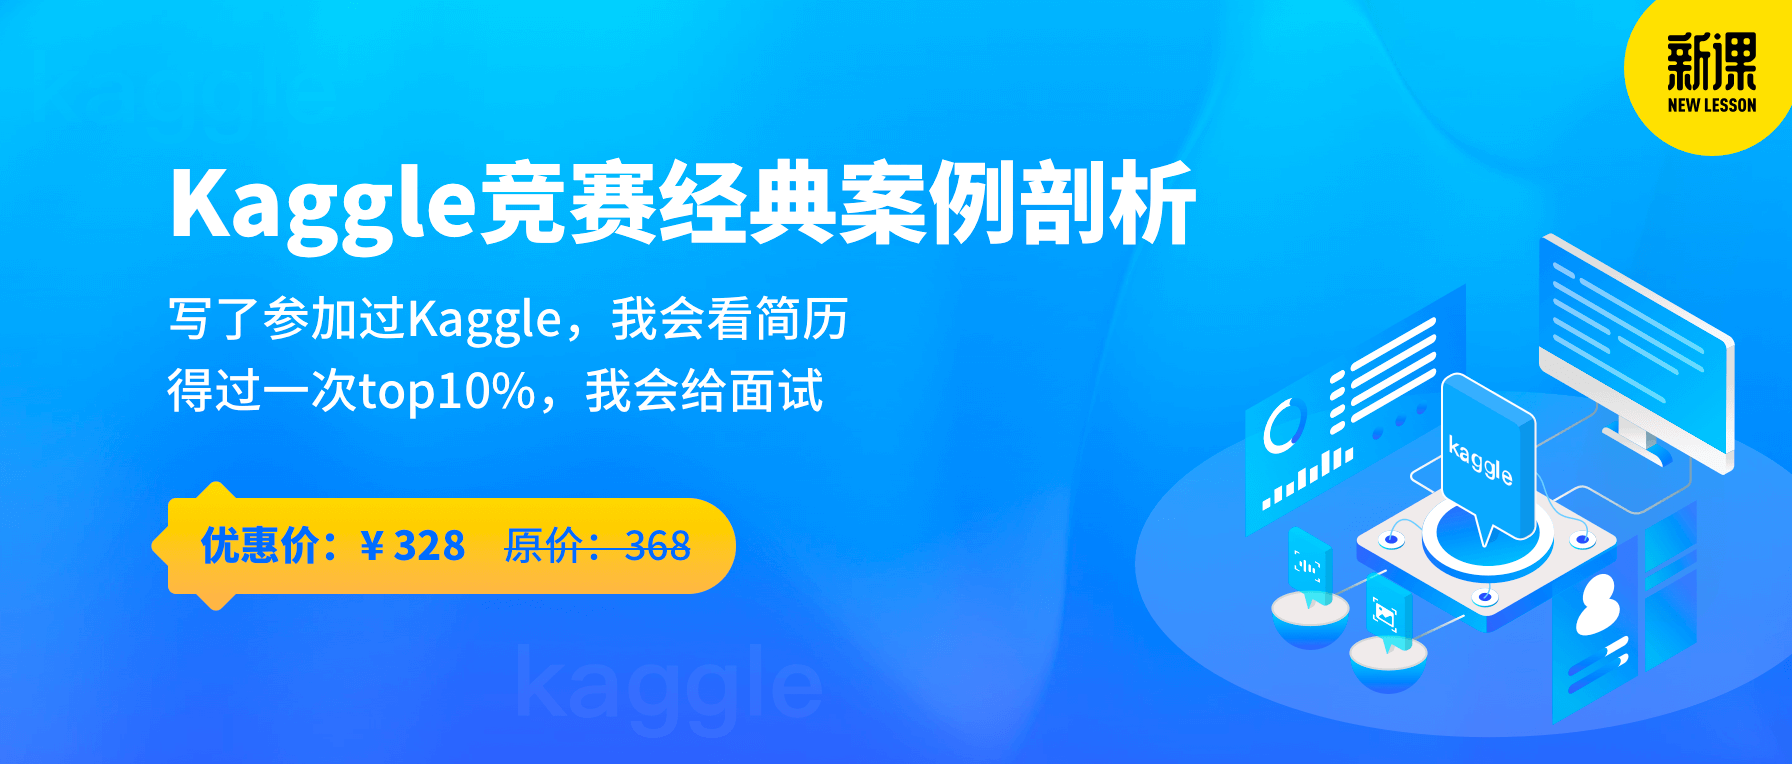 kaggle
新课
NEW LESSON
Kaggle竞赛经典案例剖析
写了参加过Kaggle，我会看简历
得过一次top10%，我会给面试
优惠价：¥ 328 原价：368
kaggle
kaggle